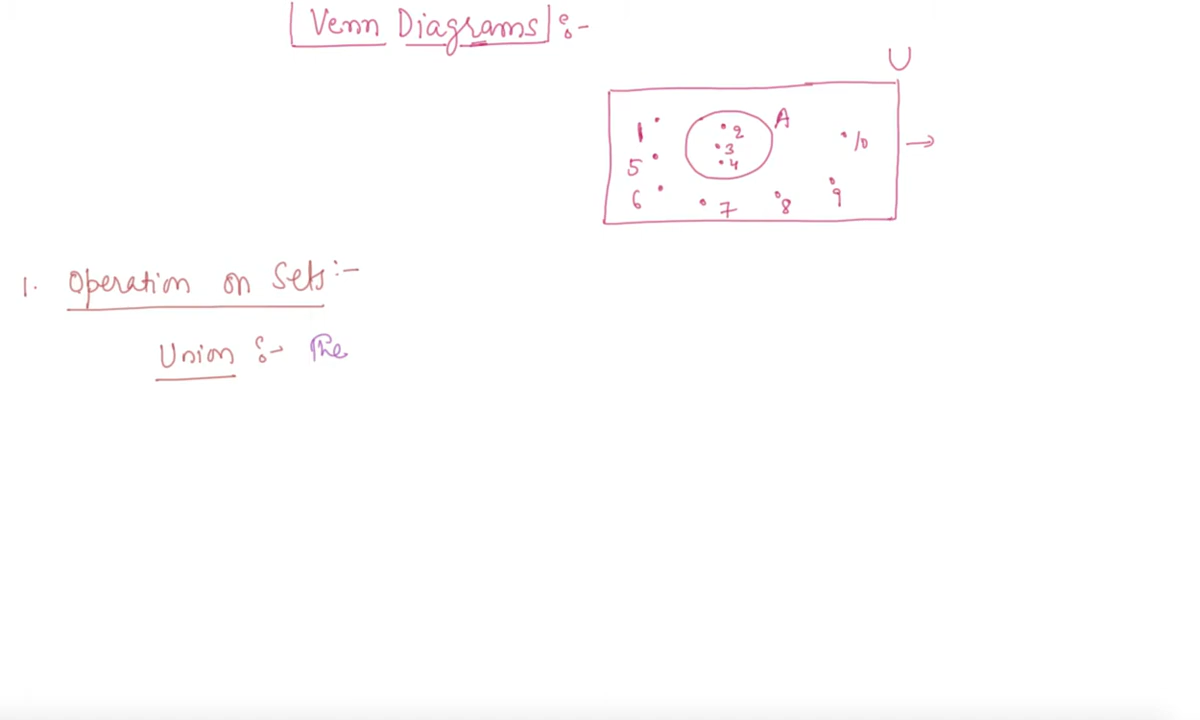 Venn Diagrams :-
U
A
1 2 3 4 10
5
6 7 8 9
1. Operation on Sets :-
Union :- The